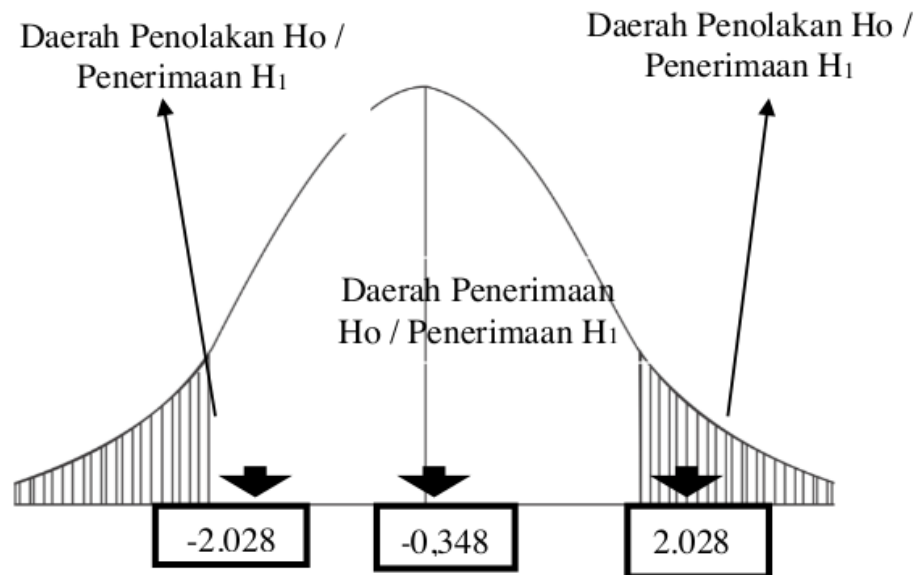 Daerah Penolakan Ho /
Penerimaan H₁
Daerah Penolakan Ho /
Penerimaan H₁
Daerah Penerimaan
Ho / Penerimaan H₁
-2.028
-0,348
2.028